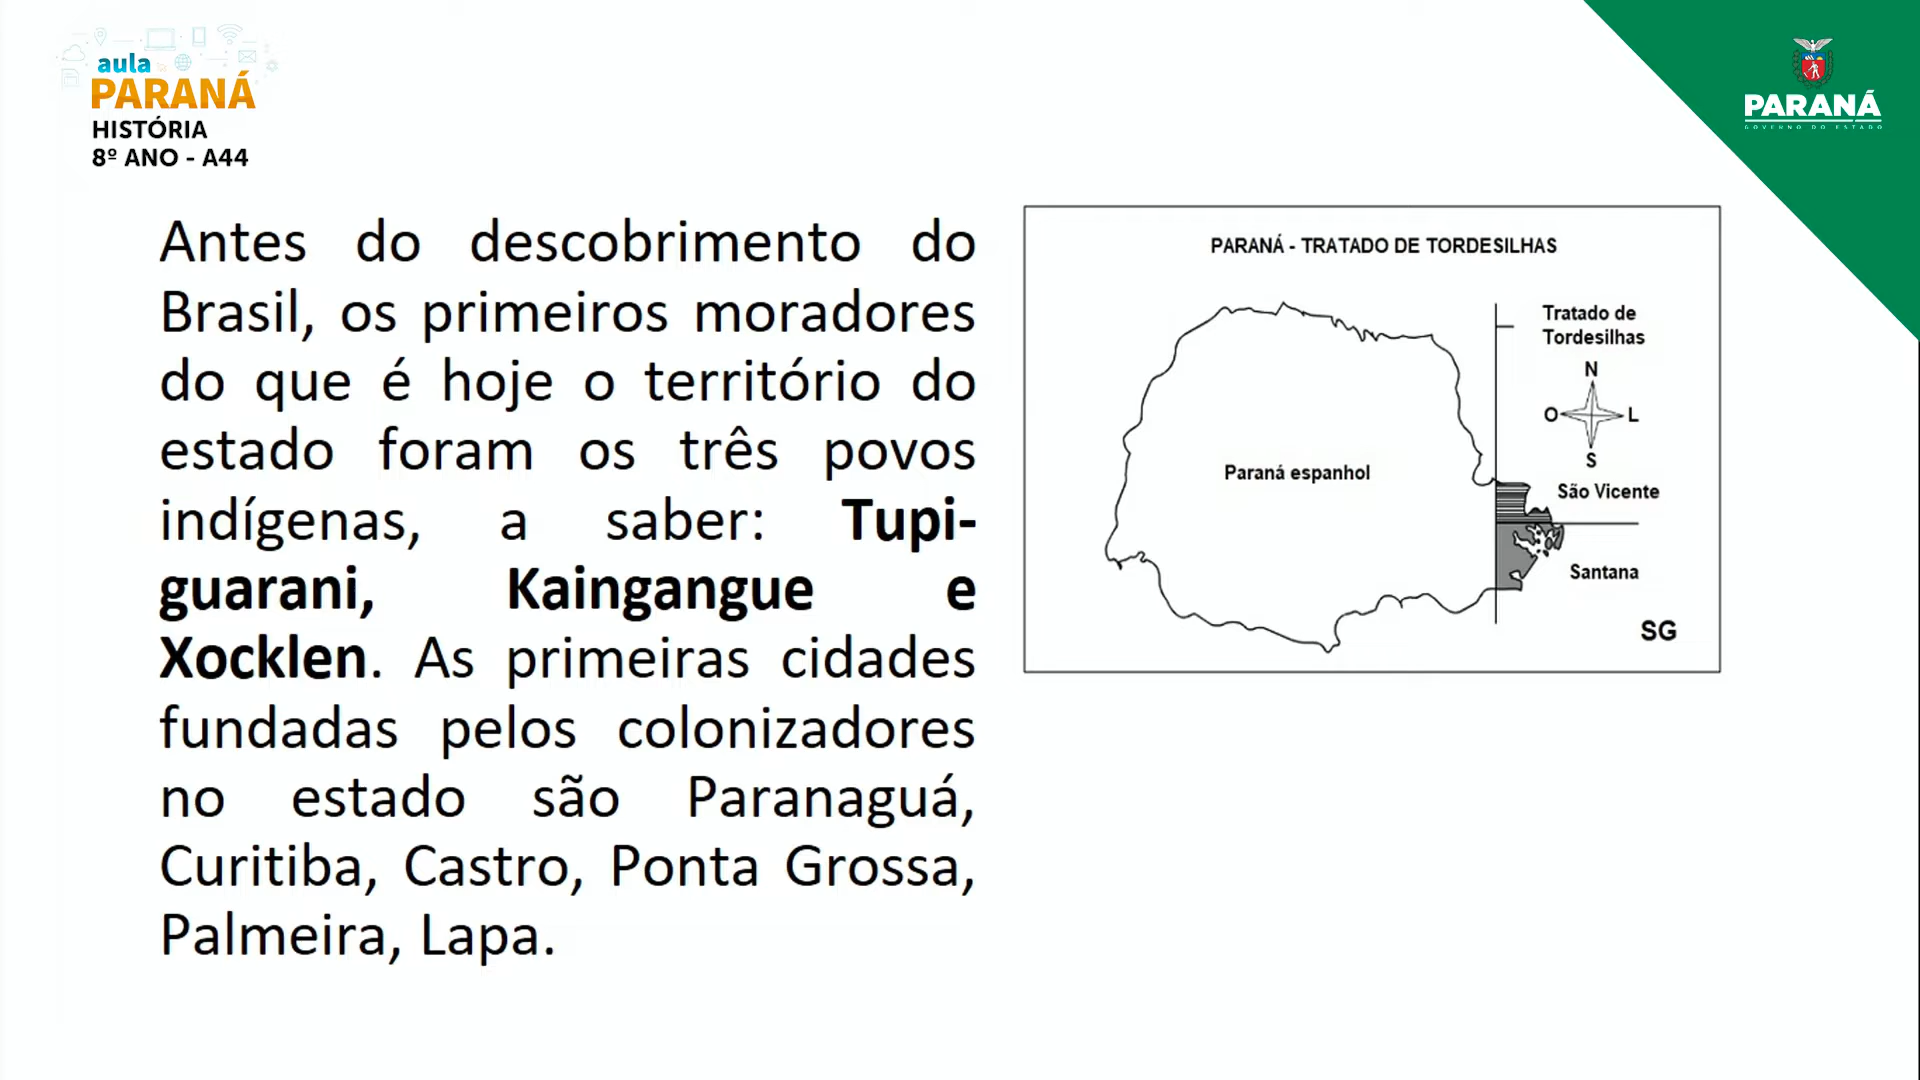 aula
PARANÁ
HISTÓRIA
8º ANO - A44
PARANÁ
GOVERNO DO ESTADO
Antes do descobrimento do
Brasil, os primeiros moradores
do que é hoje o território do
estado foram os três povos
indígenas, a saber: Tupi-
guarani, Kaingangue e
Xocklen. As primeiras cidades
fundadas pelos colonizadores
no estado são Paranaguá,
Curitiba, Castro, Ponta Grossa,
Palmeira, Lapa.
PARANÁ - TRATADO DE TORDESILHAS
Tratado de
Tordesilhas
N
O L
S
Paraná espanhol
São Vicente
Santana
SG